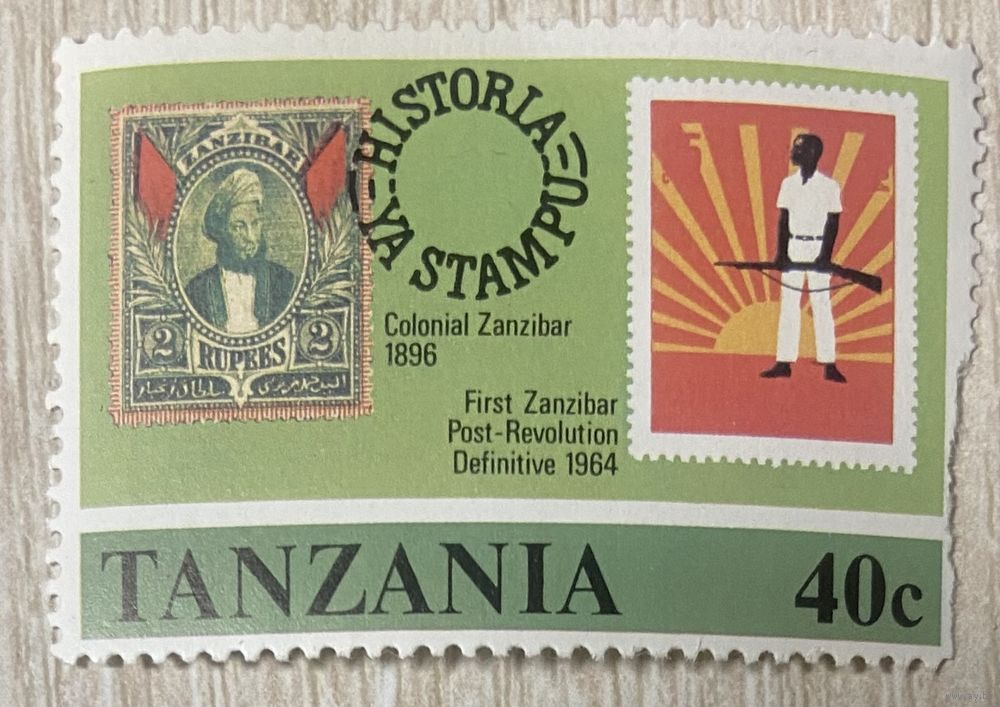 ZANZIBAR
2 RUPEES 2
HISTORIA
YA STAMPU
Colonial Zanzibar
1896
First Zanzibar
Post-Revolution
Definitive 1964
TANZANIA 40c